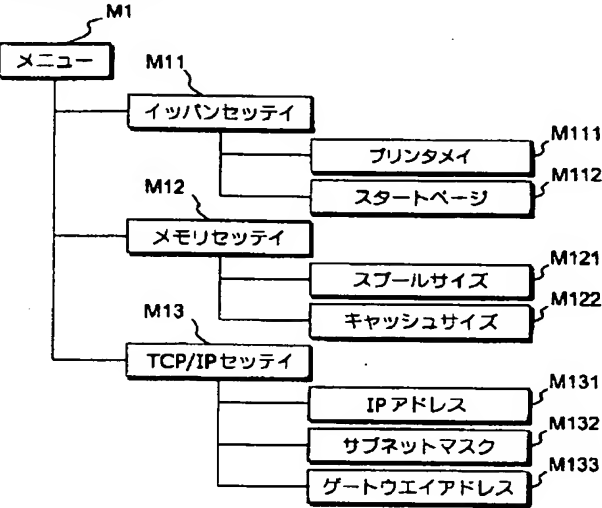 M1
メニュー
M11
イッパンセッテイ
M111
プリンタメイ
M112
スタートページ
M12
メモリセッテイ
M121
スプールサイズ
M122
キャッシュサイズ
M13
TCP/IPセッテイ
M131
IPアドレス
M132
サブネットマスク
M133
ゲートウエイアドレス